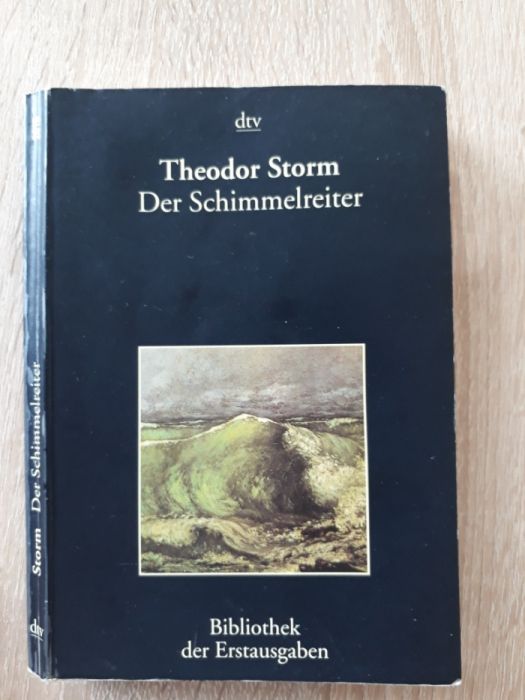 dtv
Theodor Storm
Der Schimmelreiter
Bibliothek
der Erstausgaben
Storm Der Schimmelreiter
dtv